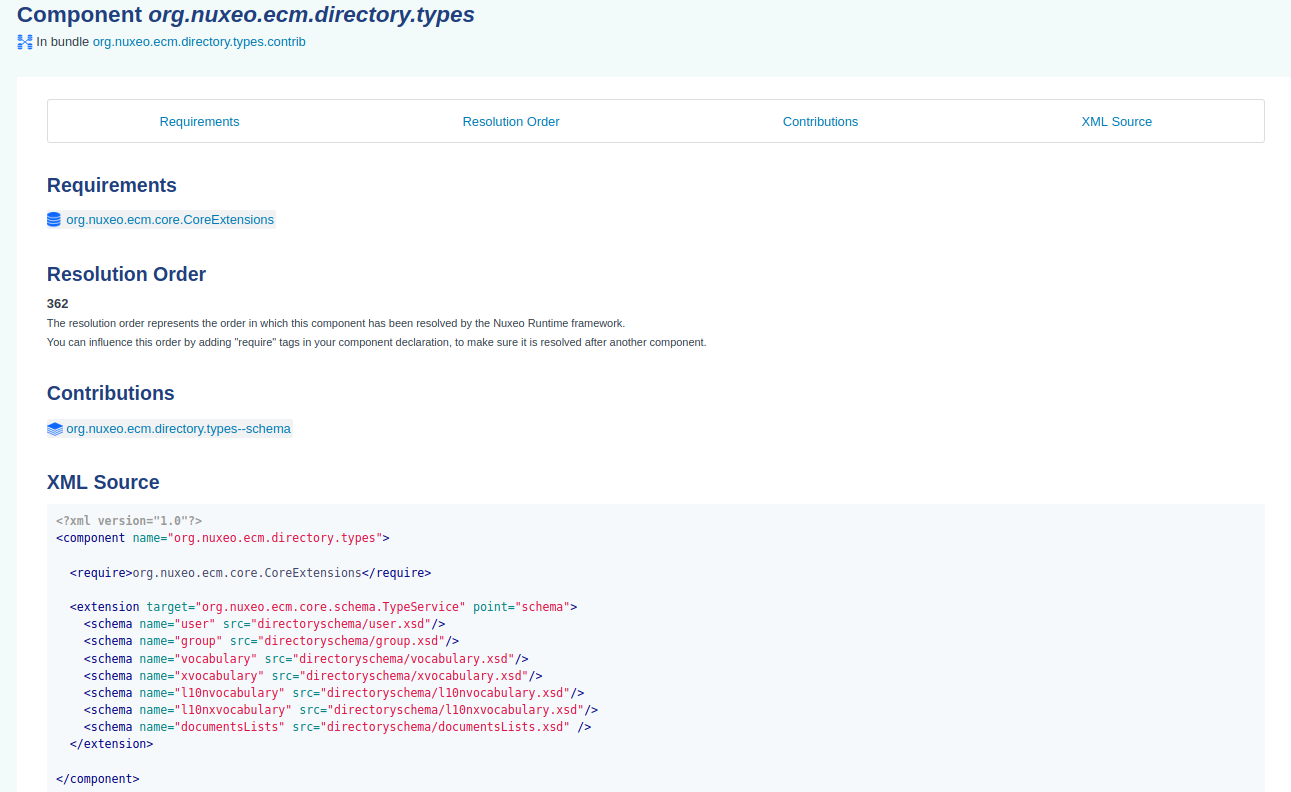 Component org.nuxeo.ecm.directory.types
In bundle org.nuxeo.ecm.directory.types.contrib
Requirements Resolution Order Contributions XML Source
Requirements
org.nuxeo.ecm.core.CoreExtensions
Resolution Order
362
The resolution order represents the order in which this component has been resolved by the Nuxeo Runtime framework.
You can influence this order by adding "require" tags in your component declaration, to make sure it is resolved after another component.
Contributions
org.nuxeo.ecm.directory.types--schema
XML Source
<?xml version="1.0"?>
<component name="org.nuxeo.ecm.directory.types">
<require>org.nuxeo.ecm.core.CoreExtensions</require>
<extension target="org.nuxeo.ecm.core.schema.TypeService" point="schema">
<schema name="user" src="directoryschema/user.xsd"/>
<schema name="group" src="directoryschema/group.xsd"/>
<schema name="vocabulary" src="directoryschema/vocabulary.xsd"/>
<schema name="xvocabulary" src="directoryschema/xvocabulary.xsd"/>
<schema name="l10nvocabulary" src="directoryschema/l10nvocabulary.xsd"/>
<schema name="l10nxvocabulary" src="directoryschema/l10nxvocabulary.xsd"/>
<schema name="documentsLists" src="directoryschema/documentsLists.xsd" />
</extension>
</component>